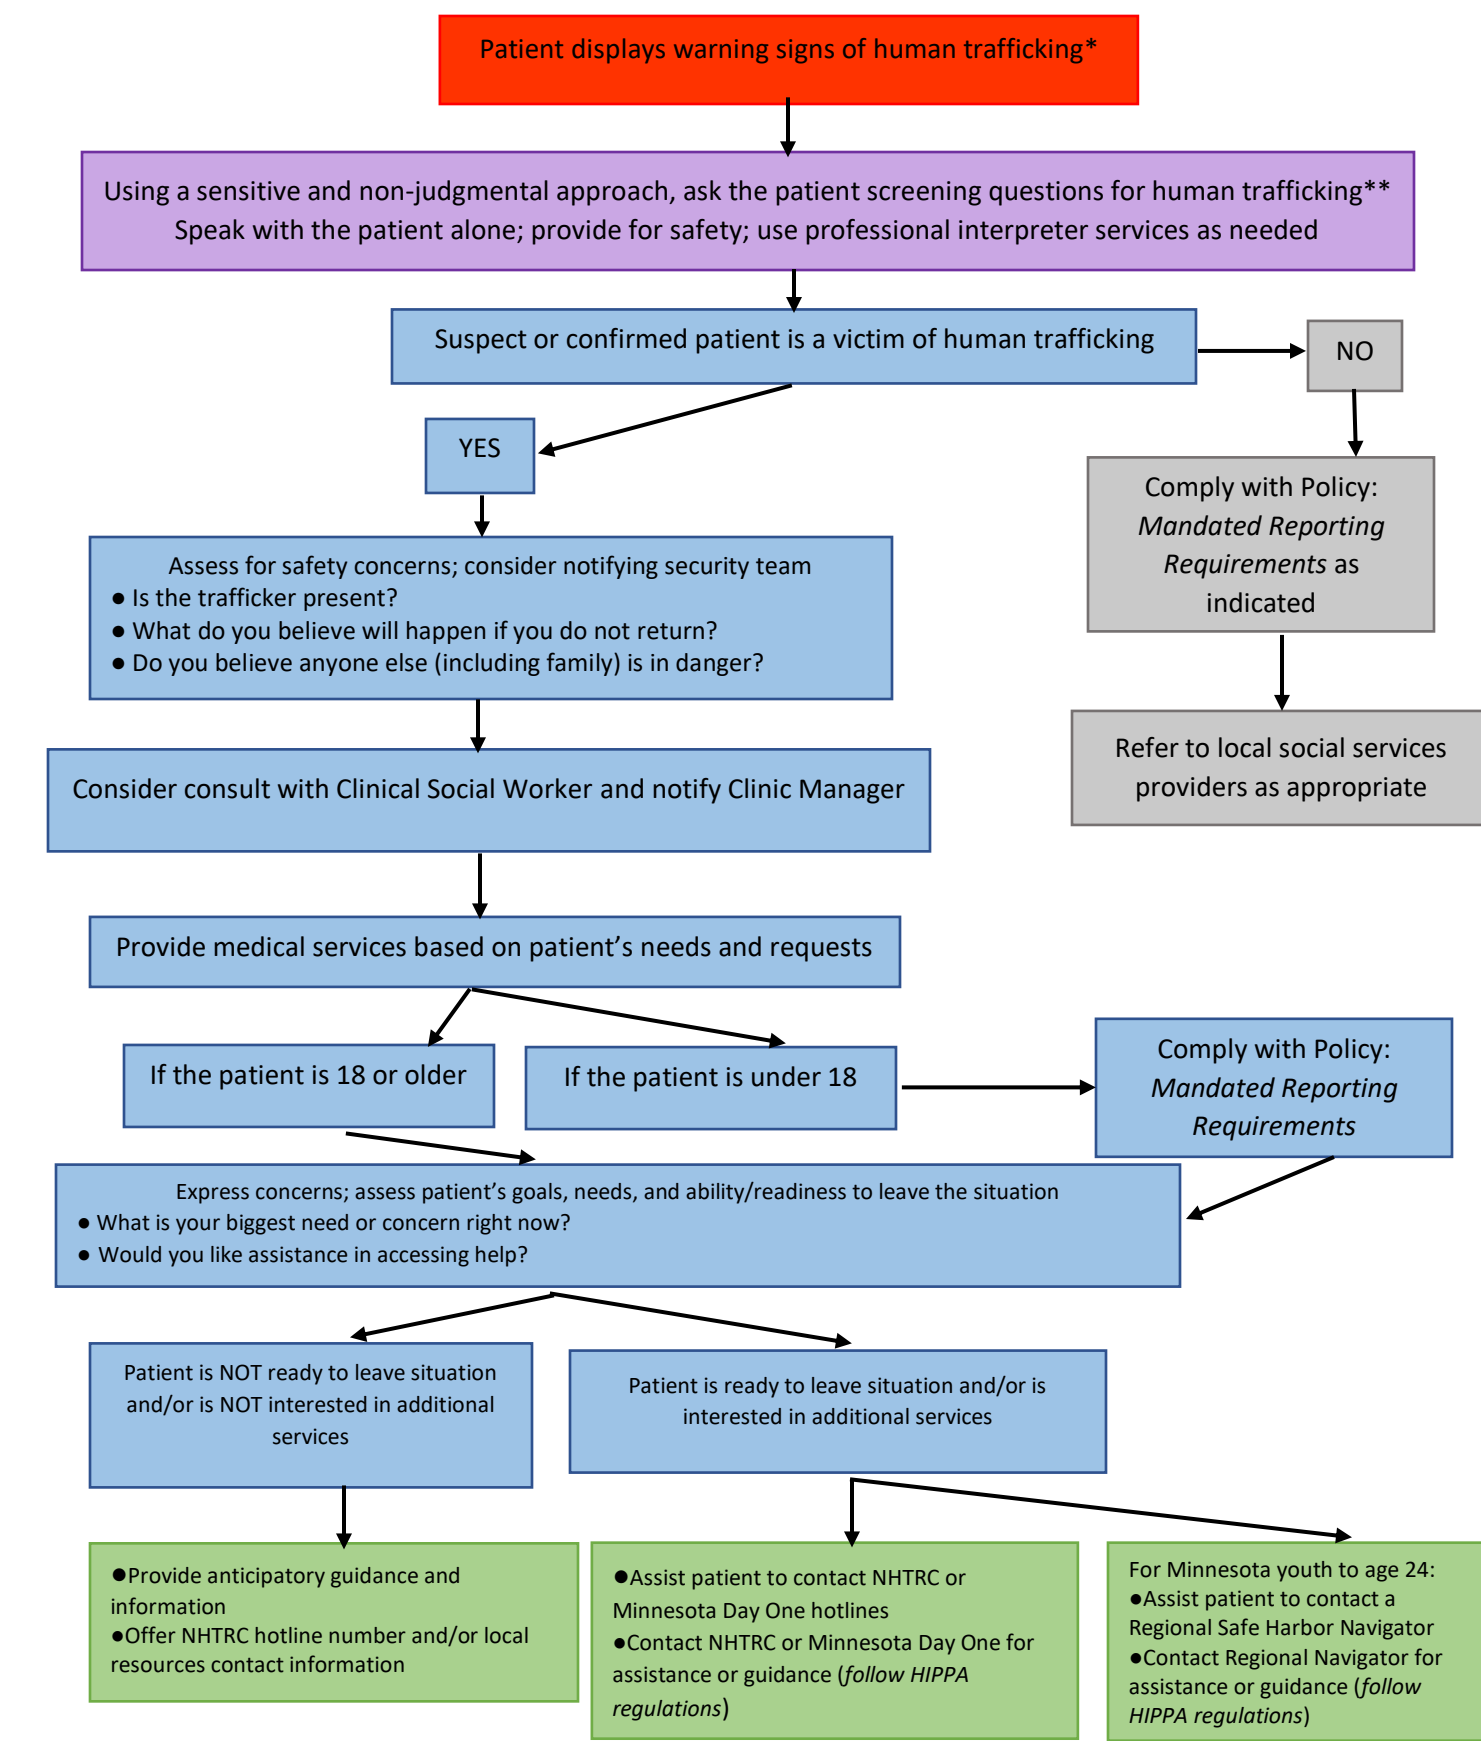 Patient displays warning signs of human trafficking*
Using a sensitive and non-judgmental approach, ask the patient screening questions for human trafficking**
Speak with the patient alone; provide for safety; use professional interpreter services as needed
Suspect or confirmed patient is a victim of human trafficking
NO
YES
Comply with Policy:
Mandated Reporting
Requirements as
indicated
Assess for safety concerns; consider notifying security team
● Is the trafficker present?
● What do you believe will happen if you do not return?
● Do you believe anyone else (including family) is in danger?
Refer to local social services
providers as appropriate
Consider consult with Clinical Social Worker and notify Clinic Manager
Provide medical services based on patient’s needs and requests
If the patient is 18 or older
If the patient is under 18
Comply with Policy:
Mandated Reporting
Requirements
Express concerns; assess patient’s goals, needs, and ability/readiness to leave the situation
● What is your biggest need or concern right now?
● Would you like assistance in accessing help?
Patient is NOT ready to leave situation
and/or is NOT interested in additional
services
Patient is ready to leave situation and/or is
interested in additional services
●Provide anticipatory guidance and
information
●Offer NHTRC hotline number and/or local
resources contact information
●Assist patient to contact NHTRC or
Minnesota Day One hotlines
●Contact NHTRC or Minnesota Day One for
assistance or guidance (follow HIPPA
regulations)
For Minnesota youth to age 24:
●Assist patient to contact a
Regional Safe Harbor Navigator
●Contact Regional Navigator for
assistance or guidance (follow
HIPPA regulations)